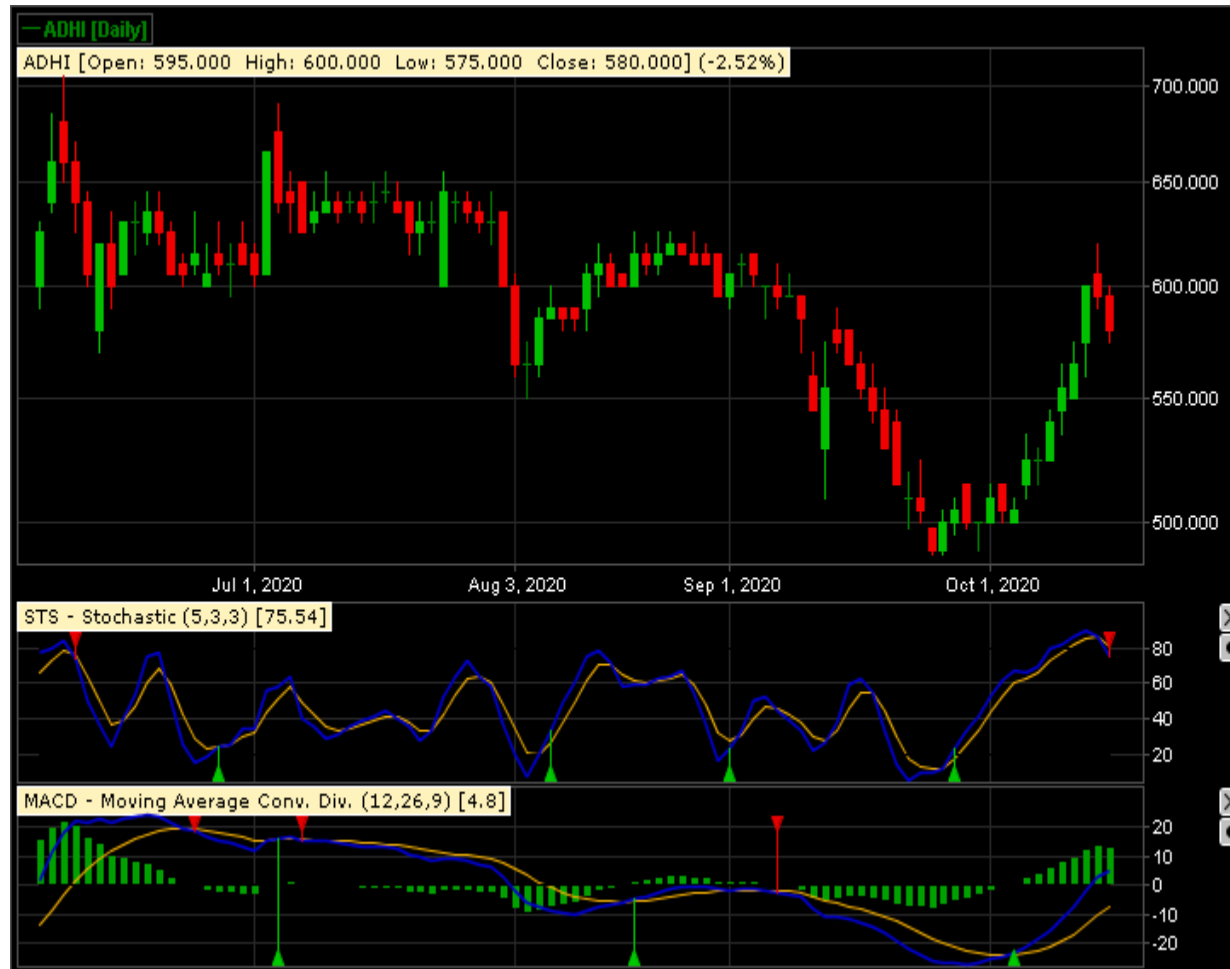 ADHI [Daily]
ADHI [Open: 595.000 High: 600.000 Low: 575.000 Close: 580.000] (-2.52%)
700.000
650.000
600.000
550.000
500.000
Jul 1, 2020 Aug 3, 2020 Sep 1, 2020 Oct 1, 2020
STS - Stochastic (5,3,3) [75.54]
80
60
40
20
MACD - Moving Average Conv. Div. (12,26,9) [4.8]
20
10
0
-10
-20